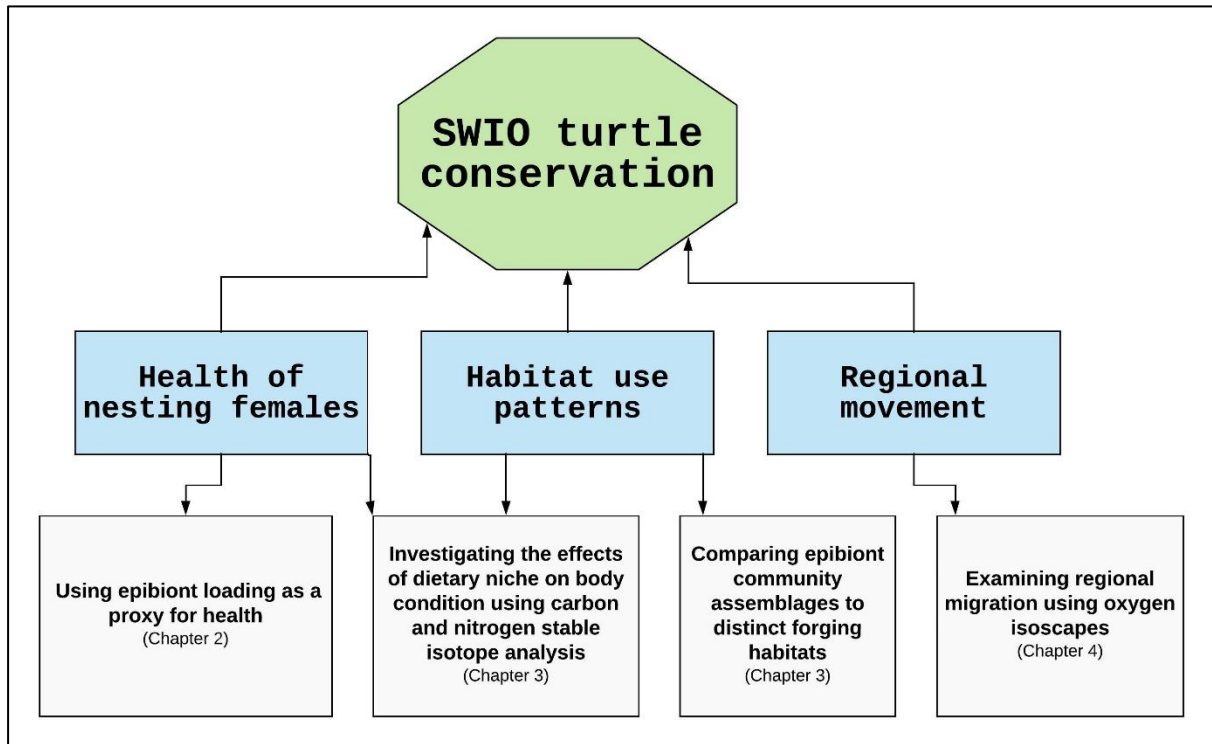 SWIO turtle
conservation
Health of
nesting females
Habitat use
patterns
Regional
movement
Using epibiont loading as a
proxy for health
(Chapter 2)
Investigating the effects
of dietary niche on body
condition using carbon
and nitrogen stable
isotope analysis
(Chapter 3)
Comparing epibiont
community
assemblages to
distinct forging
habitats
(Chapter 3)
Examining regional
migration using oxygen
isoscapes
(Chapter 4)